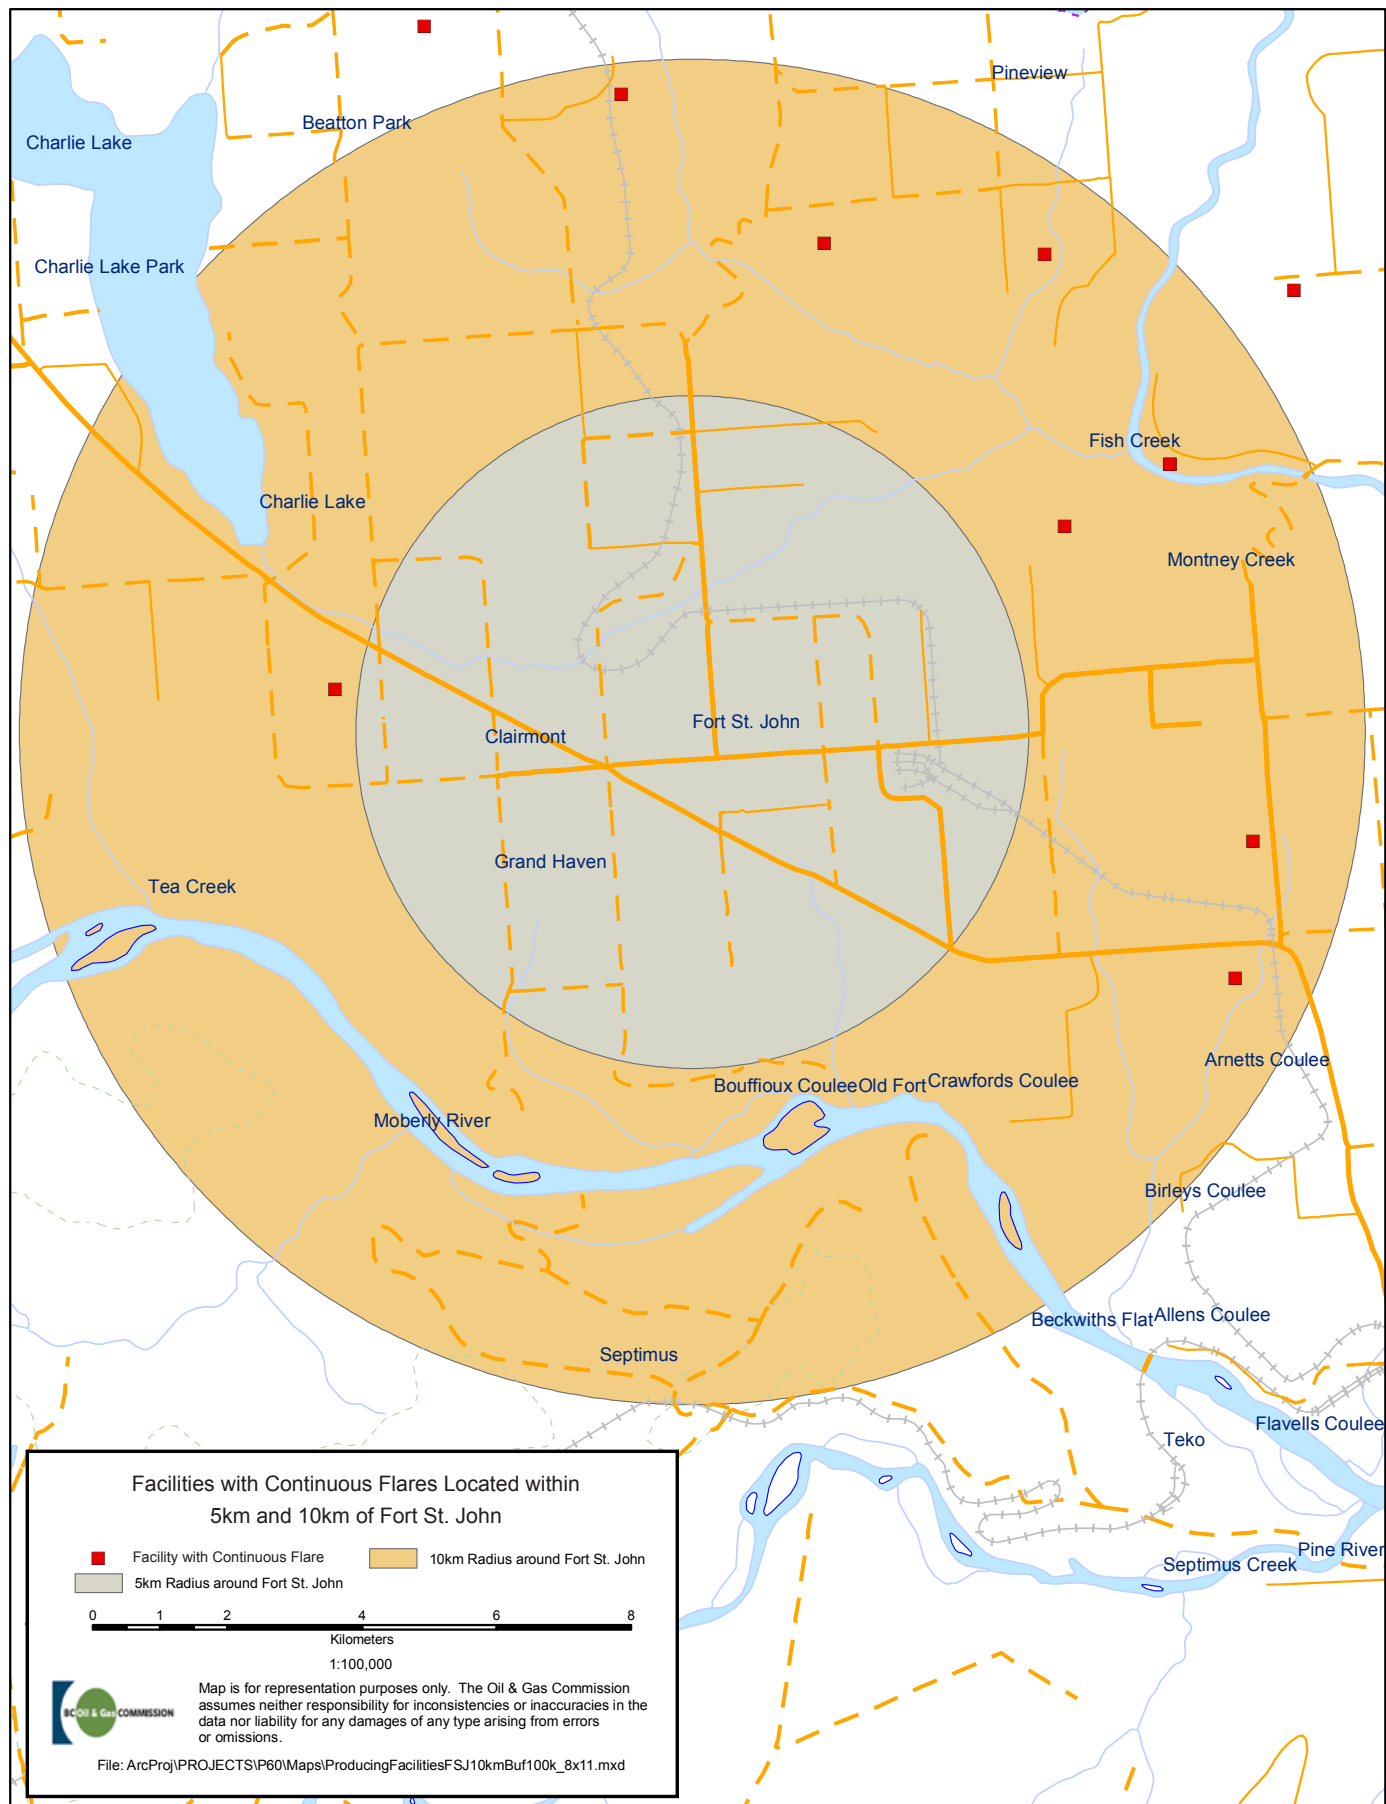 Pineview
Beatton Park
Charlie Lake
Charlie Lake Park
Fish Creek
Charlie Lake
Montney Creek
Fort St. John
Clairmont
Grand Haven
Tea Creek
Arnetts Coulee
Bouffioux Coulee
Old Fort
Crawfords Coulee
Moberly River
Birleys Coulee
Beckwiths Flat
Allens Coulee
Septimus
Flavells Coulee
Teko
Pine River
Septimus Creek
Facilities with Continuous Flares Located within
5km and 10km of Fort St. John
Facility with Continuous Flare
10km Radius around Fort St. John
5km Radius around Fort St. John
0 1 2 4 6 8
Kilometers
1:100,000
BC Oil & Gas COMMISSION
Map is for representation purposes only. The Oil & Gas Commission
assumes neither responsibility for inconsistencies or inaccuracies in the
data nor liability for any damages of any type arising from errors
or omissions.
File: ArcProj\PROJECTS\P60\Maps\ProducingFacilitiesFSJ10kmBuf100k_8x11.mxd